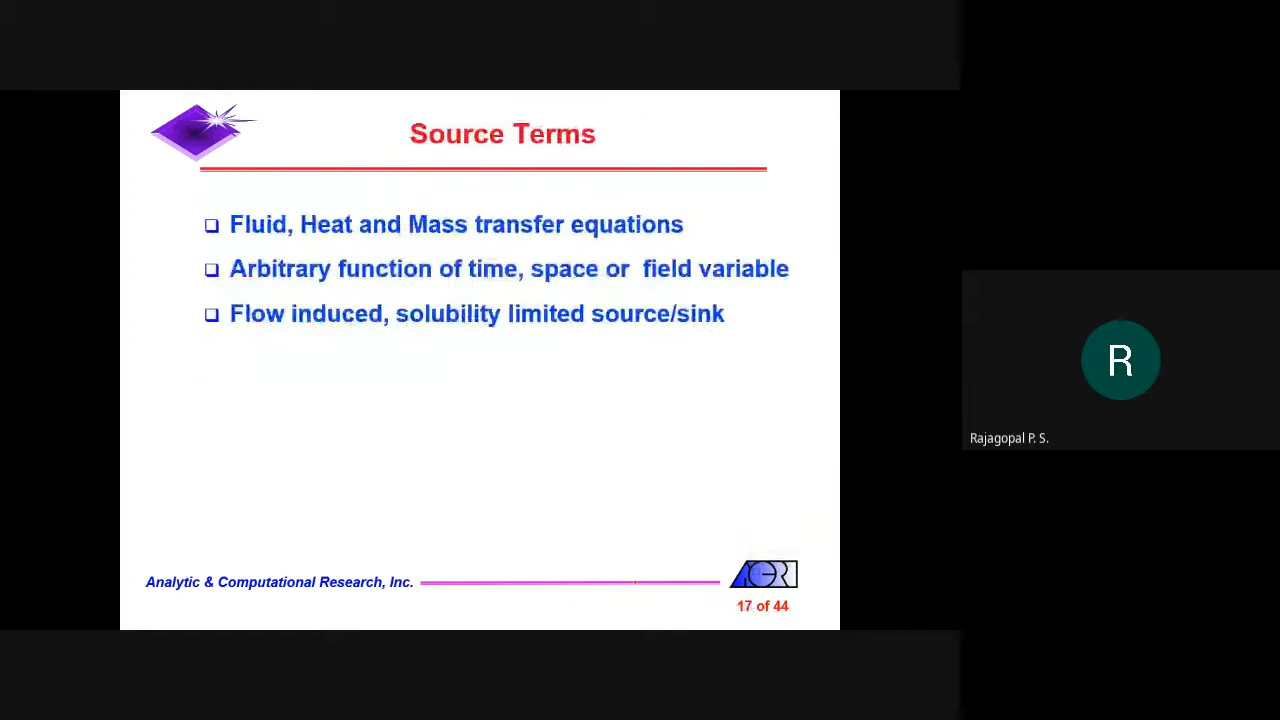 Source Terms
Fluid, Heat and Mass transfer equations
Arbitrary function of time, space or field variable
Flow induced, solubility limited source/sink
Analytic & Computational Research, Inc.
ACRI
17 of 44
R
Rajagopal P. S.